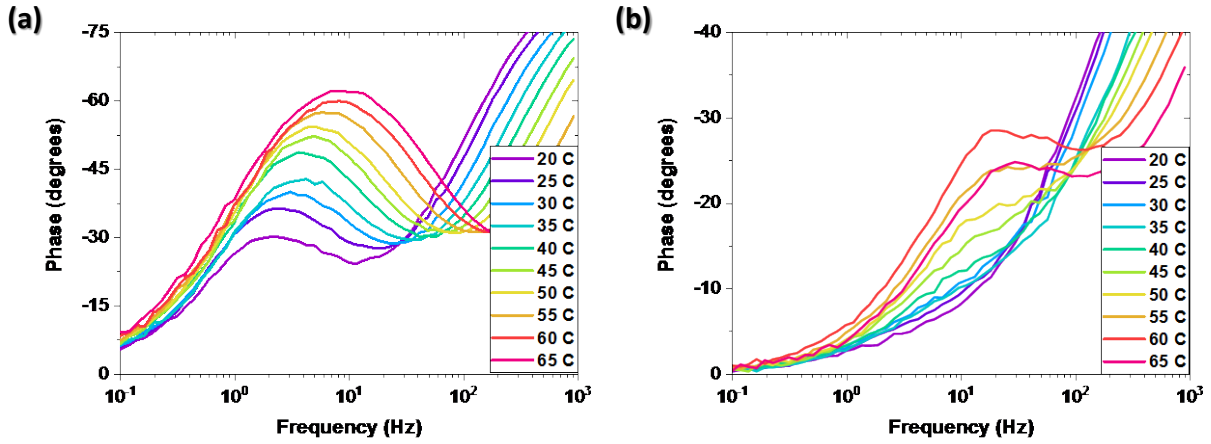 (a)
-75
-60
-45
-30
-15
0
Phase (degrees)
10-1
100
101
102
103
Frequency (Hz)
20 C
25 C
30 C
35 C
40 C
45 C
50 C
55 C
60 C
65 C
(b)
-40
-30
-20
-10
0
Phase (degrees)
10-1
100
101
102
103
Frequency (Hz)
20 C
25 C
30 C
35 C
40 C
45 C
50 C
55 C
60 C
65 C